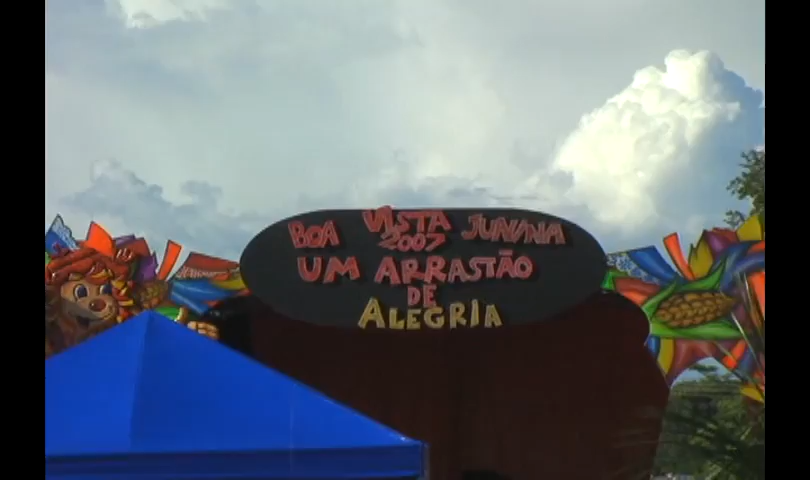 BOA VISTA JUNINA
2007
UM ARRASTÃO
DE
ALEGRIA